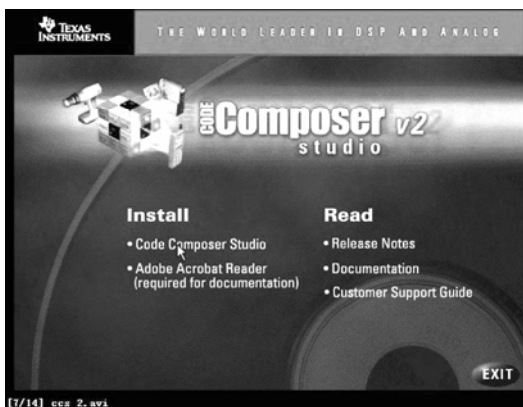 TEXAS
INSTRUMENTS
THE WORLD LEADER IN DSP AND ANALOG
CODE
Composer v2
studio
Install
• Code Composer Studio
• Adobe Acrobat Reader
(required for documentation)
Read
• Release Notes
• Documentation
• Customer Support Guide
EXIT
[7/14] ccs 2.avi